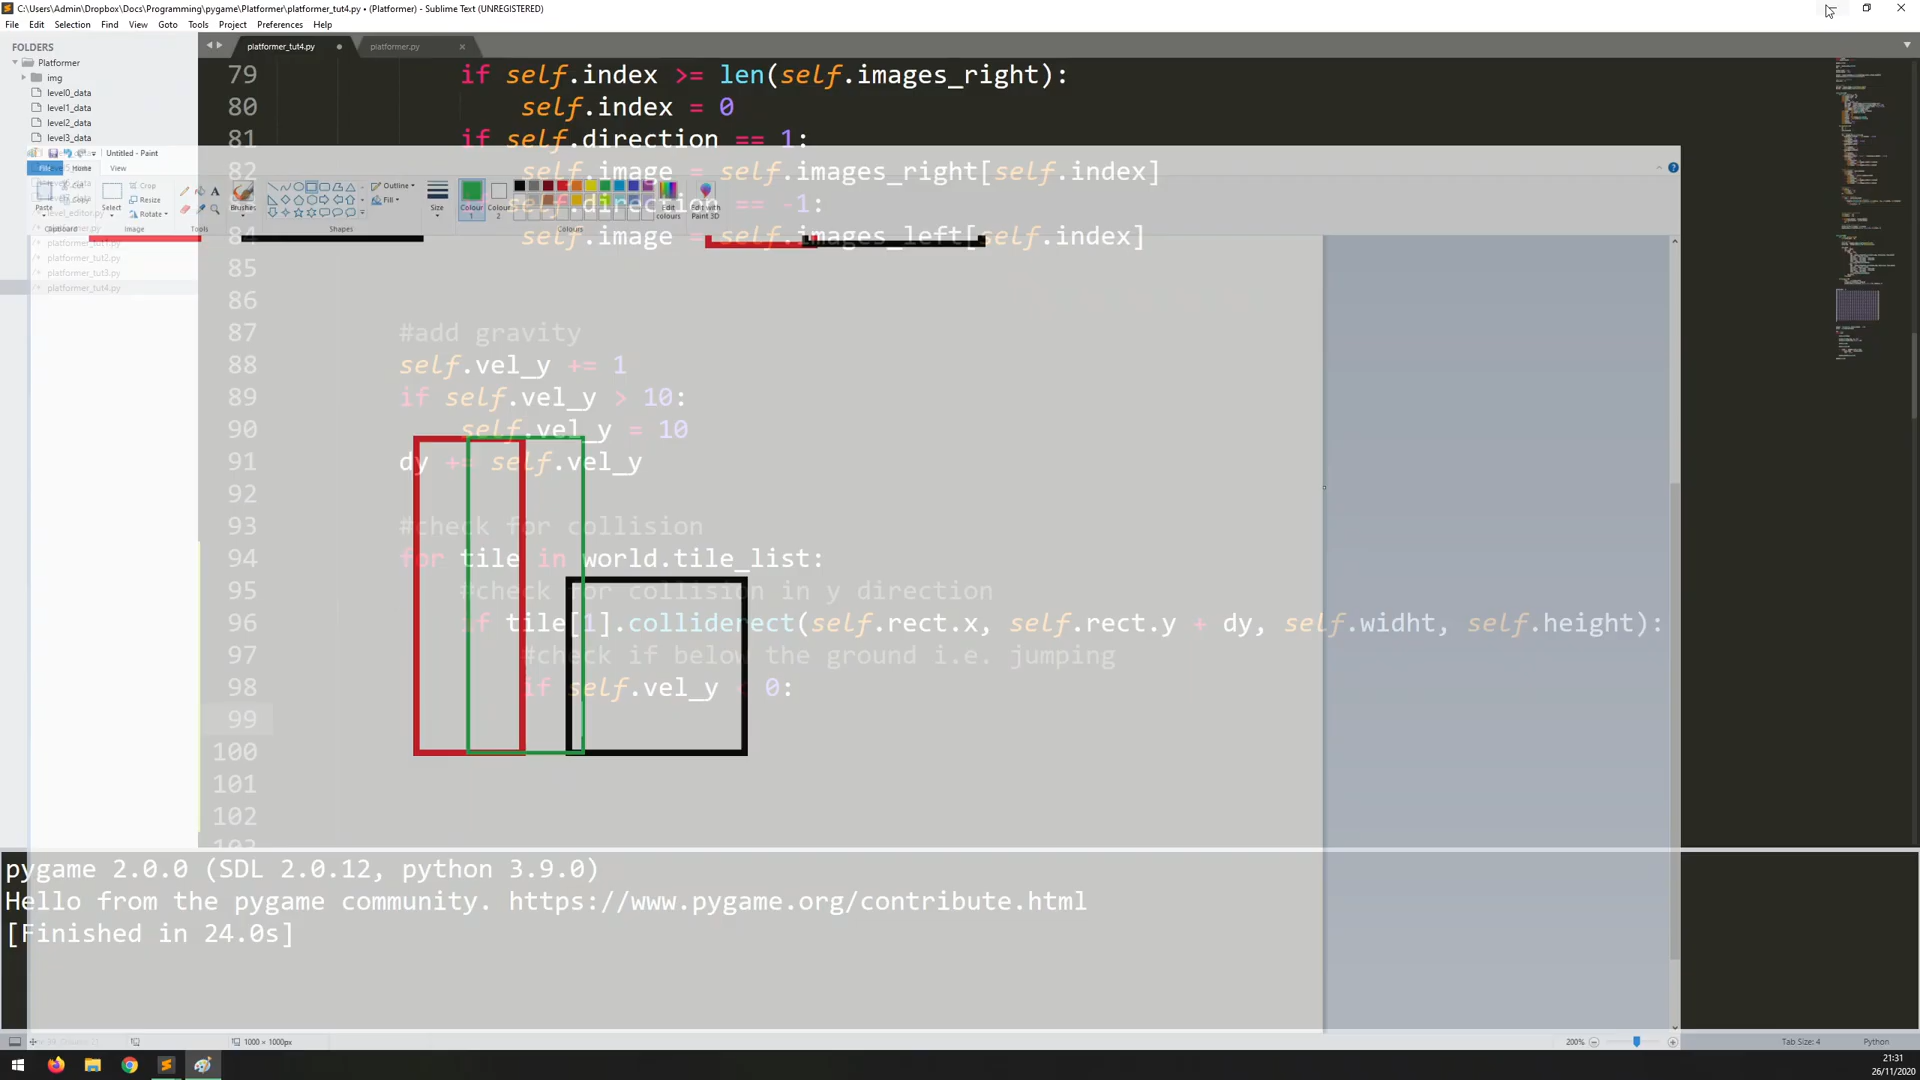 C:\Users\Admin\Dropbox\Docs\Programming\pygame\Platformer\platformer_tut4.py • (Platformer) - Sublime Text (UNREGISTERED)
File Edit Selection Find View Goto Tools Project Preferences Help
FOLDERS
Platformer
img
level0_data
level1_data
level2_data
level3_data
level_editor.py
platformer_tut1.py
platformer_tut2.py
platformer_tut3.py
platformer_tut4.py
platformer_tut4.py
platformer.py
Untitled - Paint
File Home View
Paste
Cut
Copy
Clipboard
Select
Crop
Resize
Rotate
Image
Tools
Brushes
Shapes
Outline
Fill
Size
Colour 1
Colour 2
Colours
Edit colours
Edit with Paint 3D
79 if self.index >= len(self.images_right):
80 self.index = 0
81 if self.direction == 1:
82 self.image = self.images_right[self.index]
self.direction == -1:
84 self.image = self.images_left[self.index]
85
86
87 #add gravity
88 self.vel_y += 1
89 if self.vel_y > 10:
90 self.vel_y = 10
91 dy += self.vel_y
92
93 #check for collision
94 for tile in world.tile_list:
95 #check for collision in y direction
96 if tile[1].colliderect(self.rect.x, self.rect.y + dy, self.widht, self.height):
97 #check if below the ground i.e. jumping
98 if self.vel_y < 0:
99
100
101
102
pygame 2.0.0 (SDL 2.0.12, python 3.9.0)
Hello from the pygame community. https://www.pygame.org/contribute.html
[Finished in 24.0s]
1000 × 1000px
200%
Tab Size: 4
Python
21:31
26/11/2020